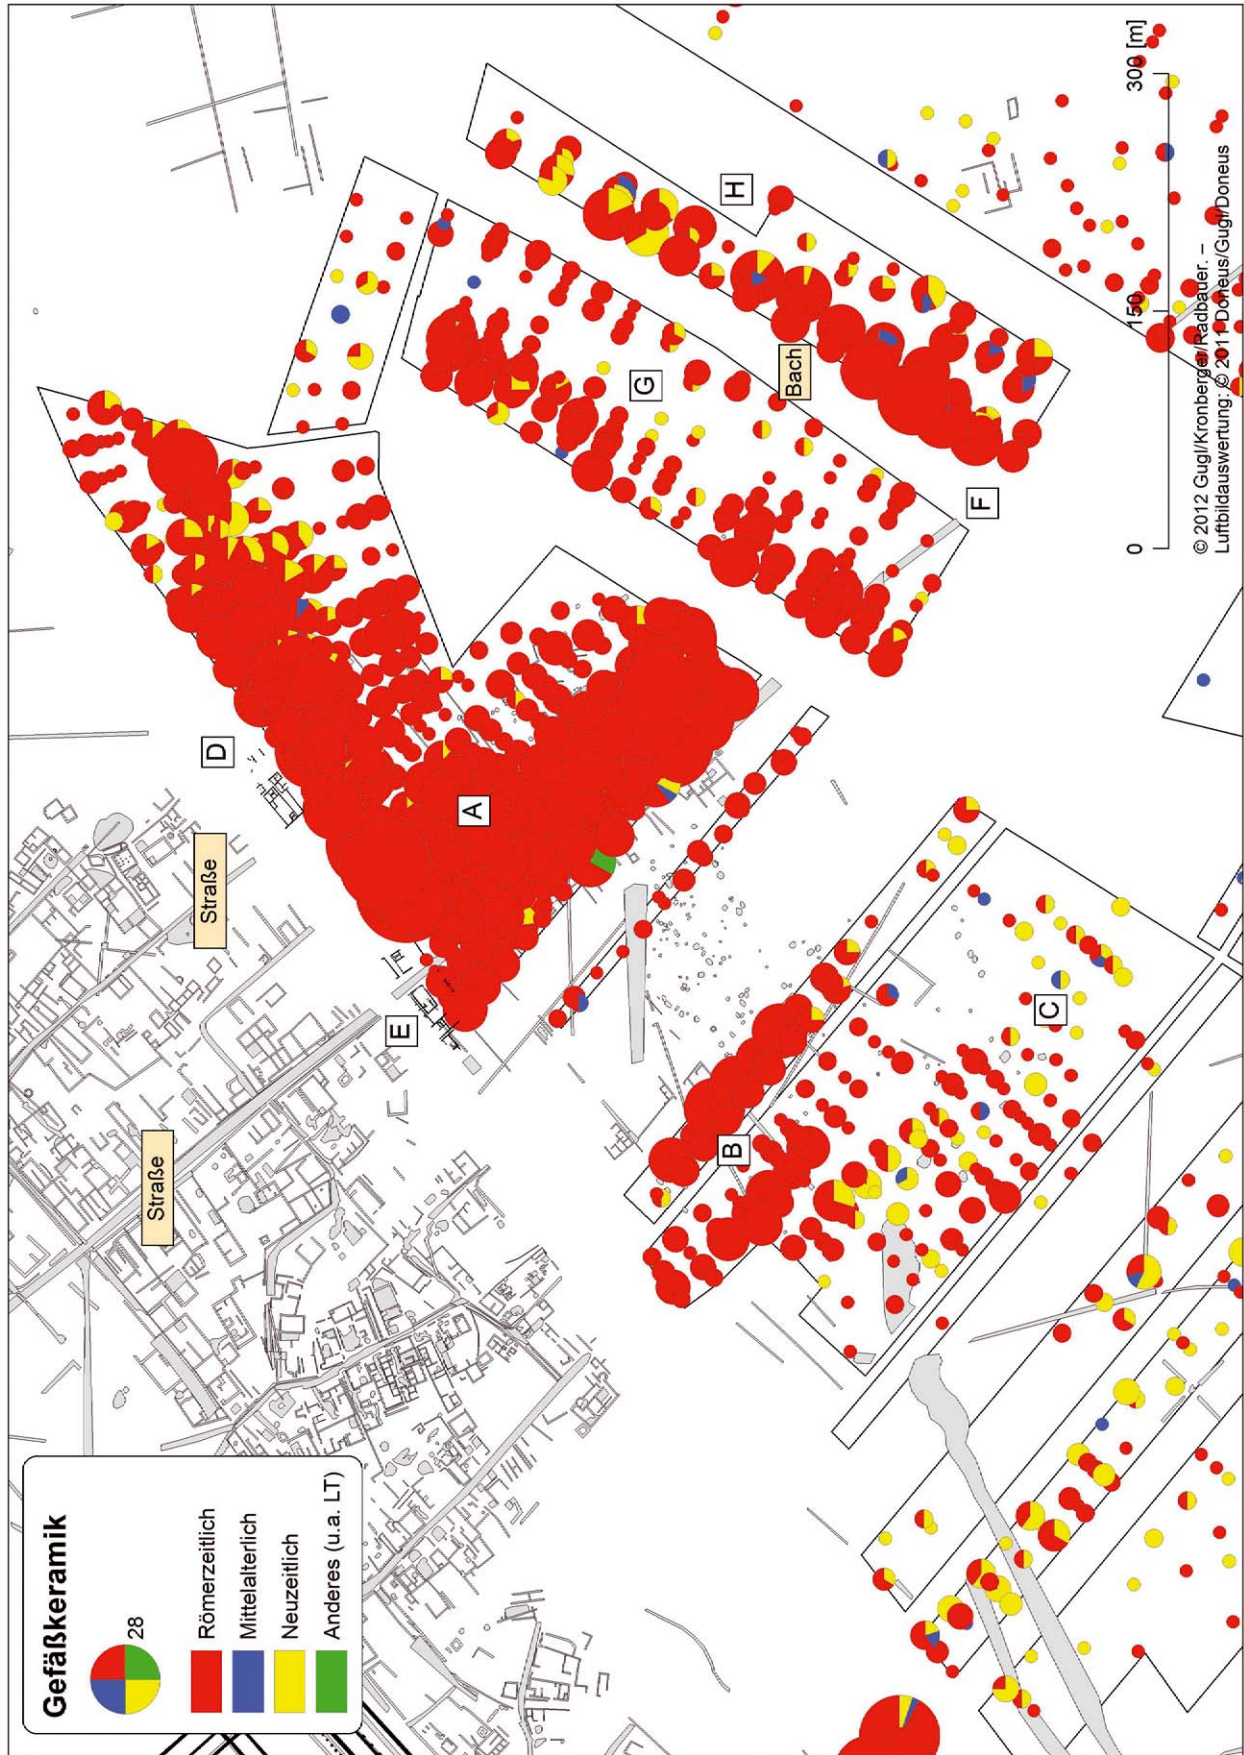 Gefäßkeramik
28
Römerzeitlich
Mittelalterlich
Neuzeitlich
Anderes (u.a. LT)
Straße
Straße
D
E
A
B
C
G
H
Bach
F
0
150
300 [m]
© 2012 Gugl/Kronberger/Radbauer. –
Luftbildauswertung: © 2011 Doneus/Gugl/Doneus